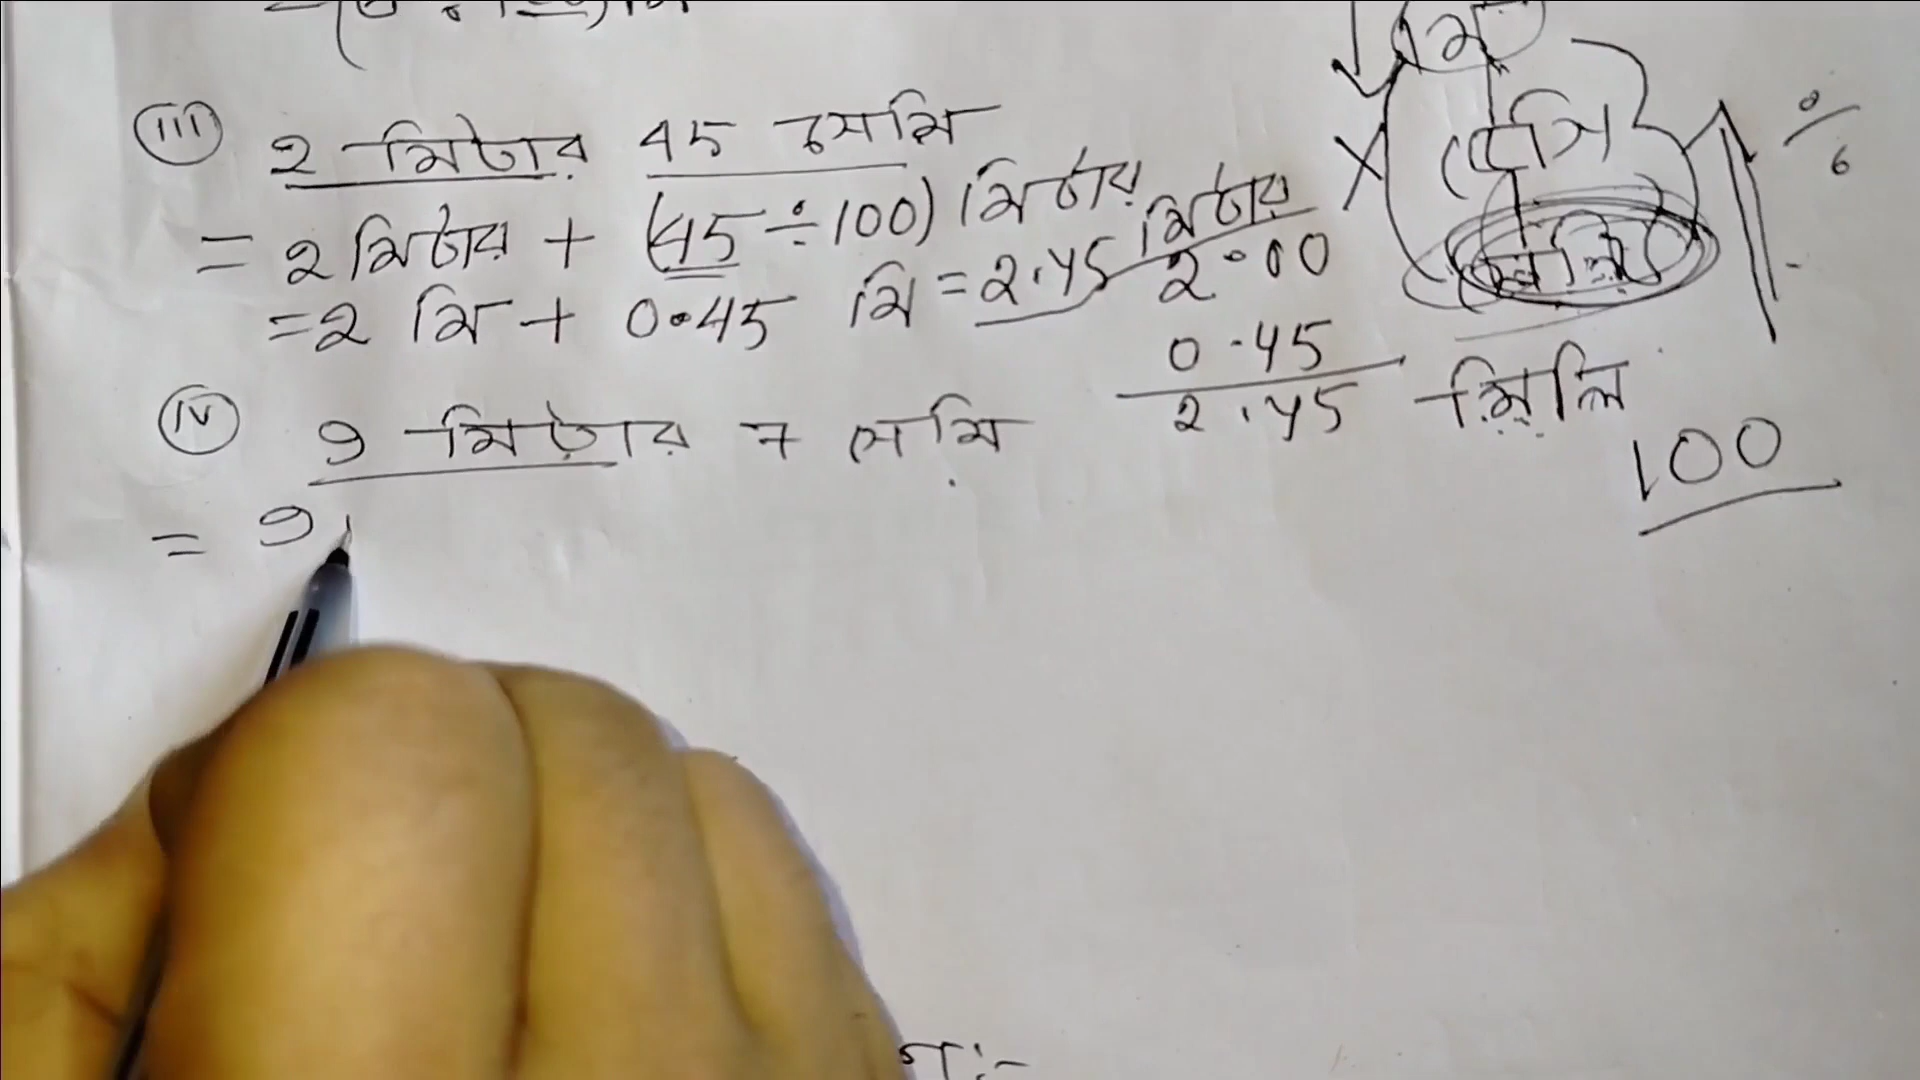 (iii) 2 মিটার 45 সেমি
= 2 মিটার + (45 ÷ 100) মিটার
= 2 মি + 0.45 মি = 2.45 মিটার
2.00
0.45
2.45
(iv) 9 মিটার 7 সেমি
= 9
মিলি
100